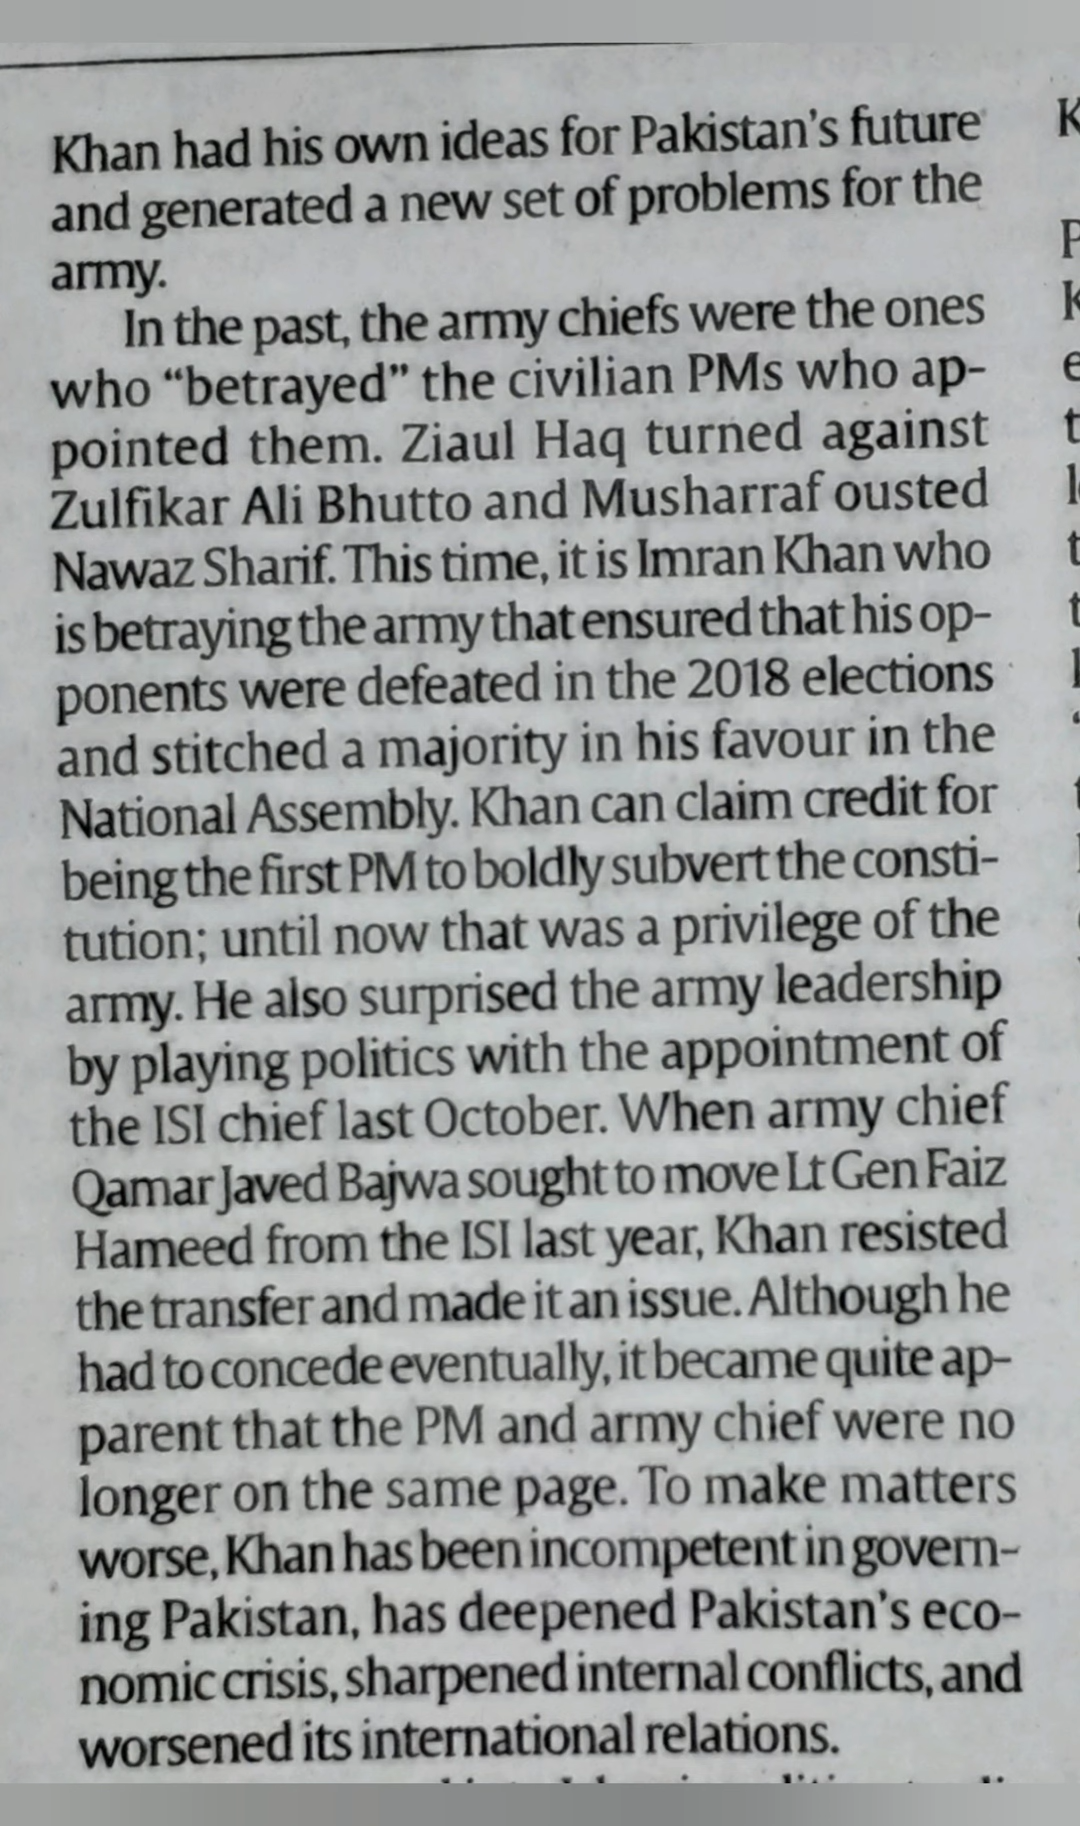 Khan had his own ideas for Pakistan's future
and generated a new set of problems for the
army.
In the past, the army chiefs were the ones
who “betrayed” the civilian PMs who ap-
pointed them. Ziaul Haq turned against
Zulfikar Ali Bhutto and Musharraf ousted
Nawaz Sharif. This time, it is Imran Khan who
is betraying the army that ensured that his op-
ponents were defeated in the 2018 elections
and stitched a majority in his favour in the
National Assembly. Khan can claim credit for
being the first PM to boldly subvert the consti-
tution; until now that was a privilege of the
army. He also surprised the army leadership
by playing politics with the appointment of
the ISI chief last October. When army chief
Qamar Javed Bajwa sought to move Lt Gen Faiz
Hameed from the ISI last year, Khan resisted
the transfer and made it an issue. Although he
had to concede eventually, it became quite ap-
parent that the PM and army chief were no
longer on the same page. To make matters
worse, Khan has been incompetent in govern-
ing Pakistan, has deepened Pakistan's eco-
nomic crisis, sharpened internal conflicts, and
worsened its international relations.